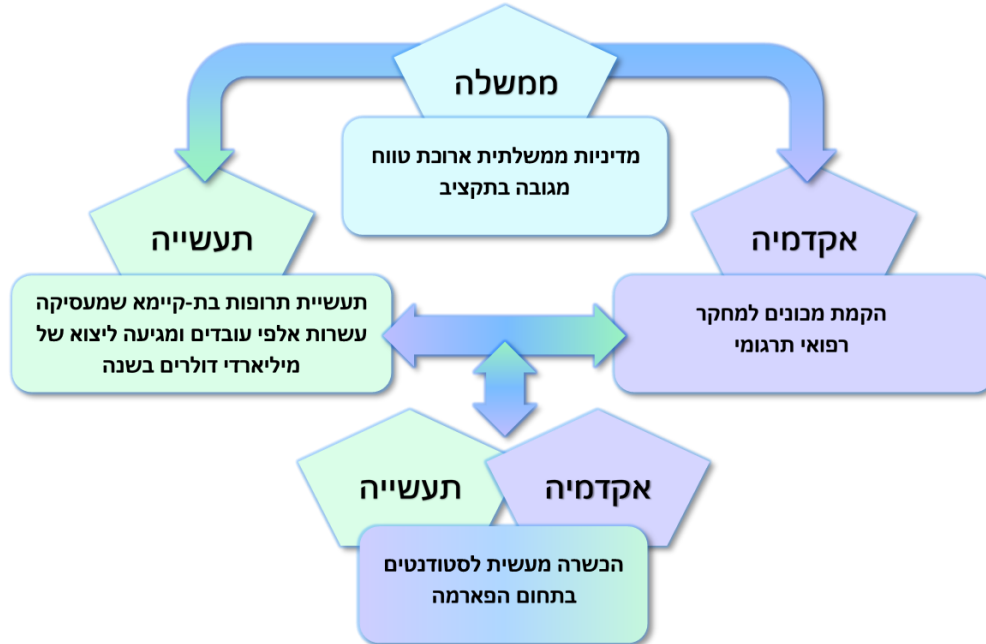 ממשלה
מדיניות ממשלתית ארוכת טווח
מגובה בתקציב
אקדמיה
הקמת מכונים למחקר
רפואי תרגומי
תעשייה
תעשיית תרופות בת-קיימא שמעסיקה
עשרות אלפי עובדים ומגיעה ליצוא של
מיליארדי דולרים בשנה
אקדמיה
תעשייה
הכשרה מעשית לסטודנטים
בתחום הפארמה